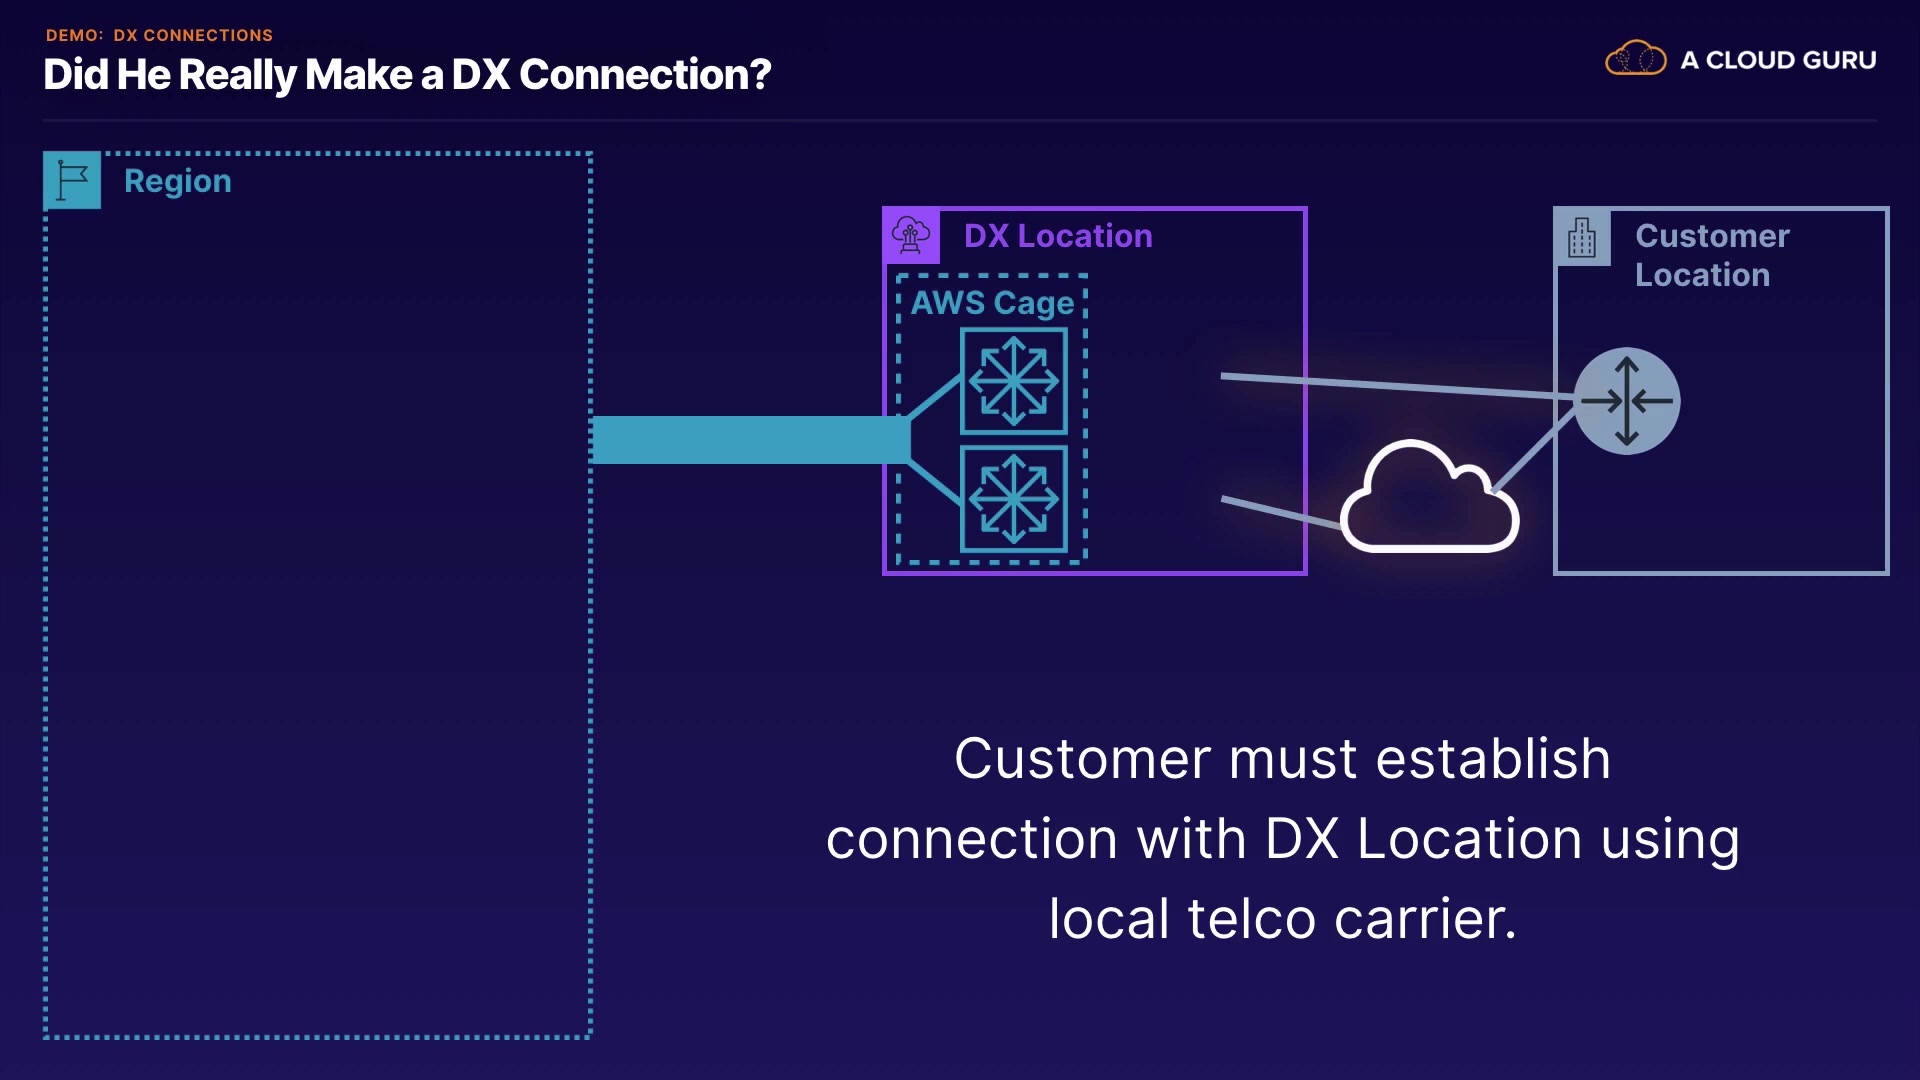 DEMO: DX CONNECTIONS
Did He Really Make a DX Connection?
A CLOUD GURU
Region
DX Location
AWS Cage
Customer
Location
Customer must establish
connection with DX Location using
local telco carrier.